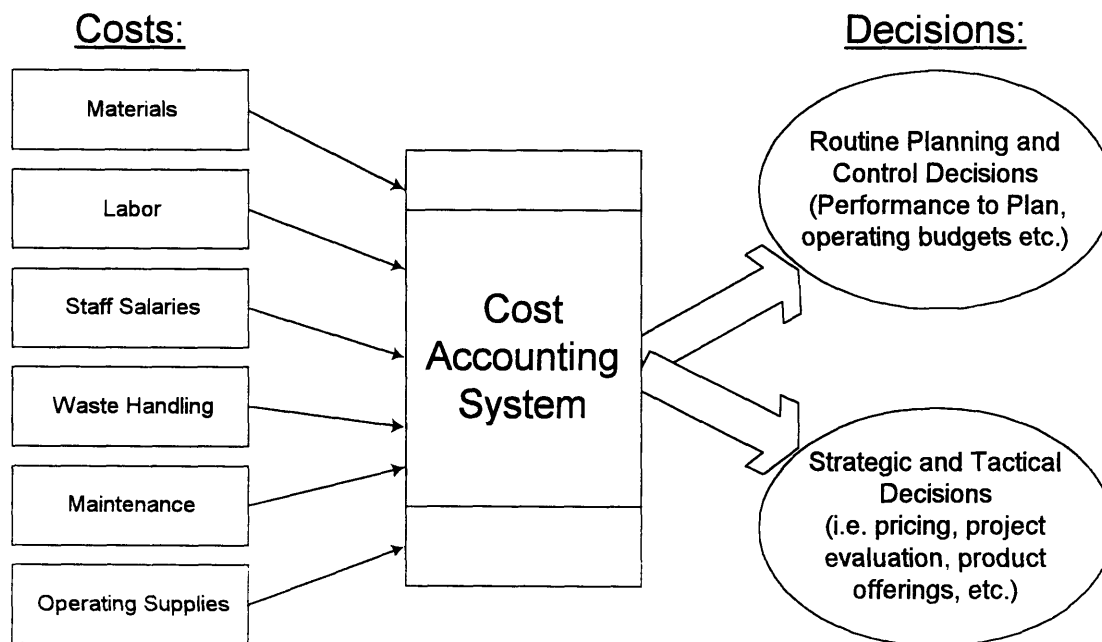 Costs:
Materials
Labor
Staff Salaries
Waste Handling
Maintenance
Operating Supplies
Cost
Accounting
System
Decisions:
Routine Planning and
Control Decisions
(Performance to Plan,
operating budgets etc.)
Strategic and Tactical
Decisions
(i.e. pricing, project
evaluation, product
offerings, etc.)